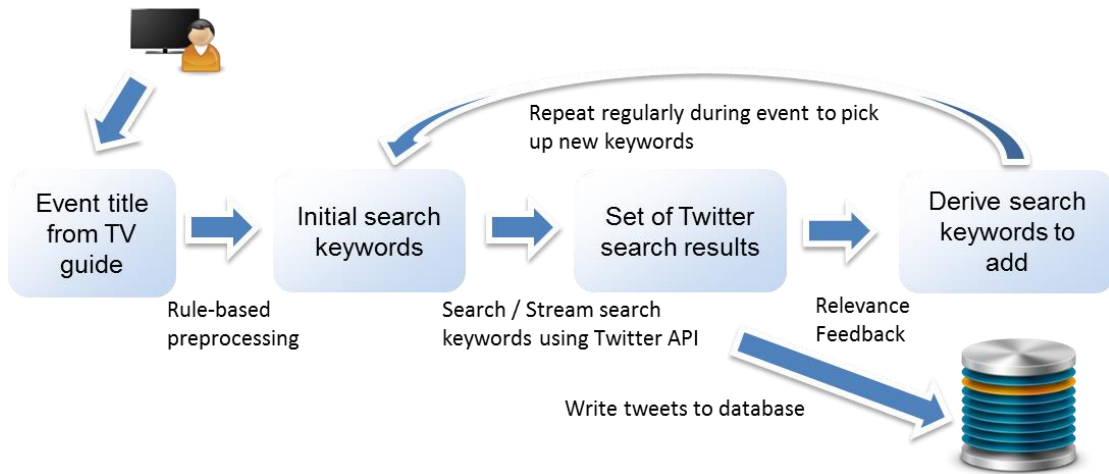 Repeat regularly during event to pick
up new keywords
Event title
from TV
guide
Initial search
keywords
Set of Twitter
search results
Derive search
keywords to
add
Rule-based
preprocessing
Search / Stream search
keywords using Twitter API
Relevance
Feedback
Write tweets to database